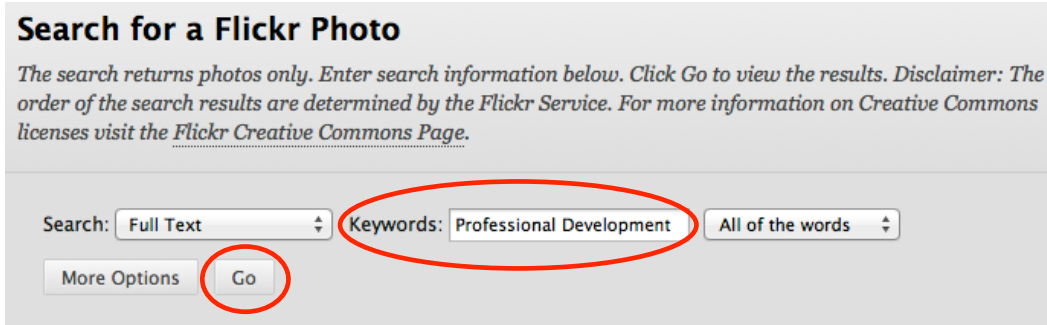 Search for a Flickr Photo
The search returns photos only. Enter search information below. Click Go to view the results. Disclaimer: The
order of the search results are determined by the Flickr Service. For more information on Creative Commons
licenses visit the Flickr Creative Commons Page.
Search: Full Text Keywords: Professional Development All of the words
More Options Go